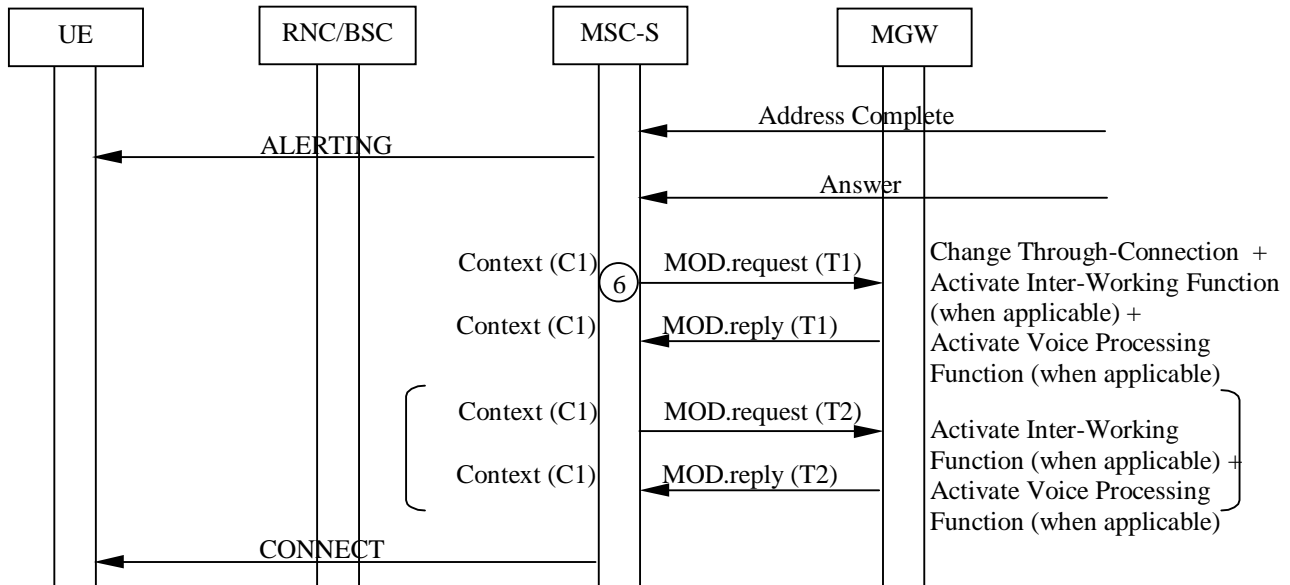 UE
RNC/BSC
MSC-S
MGW
Address Complete
ALERTING
Answer
Context (C1)
6
MOD.request (T1)
Change Through-Connection +
Activate Inter-Working Function
(when applicable) +
Activate Voice Processing
Function (when applicable)
Context (C1)
MOD.reply (T1)
Context (C1)
MOD.request (T2)
Activate Inter-Working
Function (when applicable) +
Activate Voice Processing
Function (when applicable)
Context (C1)
MOD.reply (T2)
CONNECT